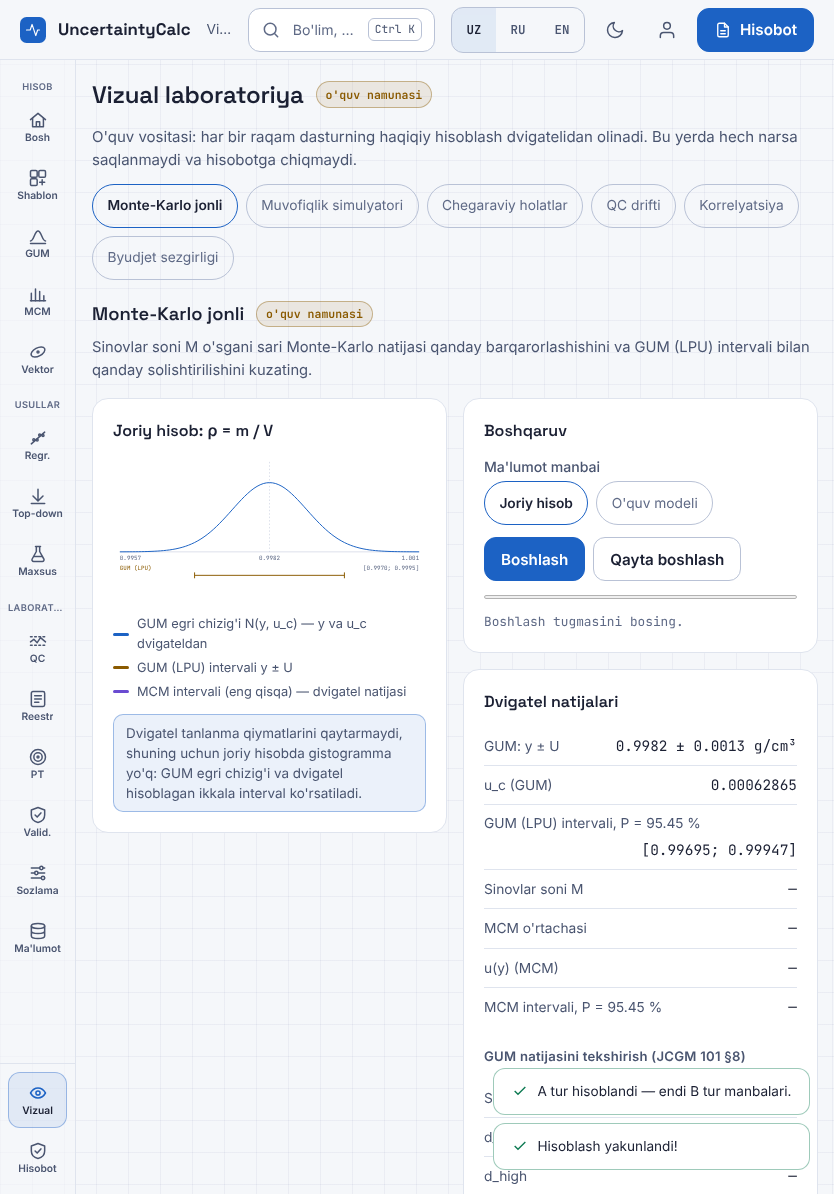 UncertaintyCalc
Vi...
Bo'lim, ...
Ctrl K
UZ
RU
EN
Hisobot
HISOB
Bosh
Shablon
GUM
MCM
Vektor
USULLAR
Regr.
Top-down
Maxsus
LABORAT...
QC
Reestr
PT
Valid.
Sozlama
Ma'lumot
Vizual
Hisobot
Vizual laboratoriya
o'quv namunasi
O'quv vositasi: har bir raqam dasturning haqiqiy hisoblash dvigatelidan olinadi. Bu yerda hech narsa
saqlanmaydi va hisobotga chiqmaydi.
Monte-Karlo jonli
Muvofiqlik simulyatori
Chegaraviy holatlar
QC drifti
Korrelyatsiya
Byudjet sezgirligi
Monte-Karlo jonli
o'quv namunasi
Sinovlar soni M o'sgani sari Monte-Karlo natijasi qanday barqarorlashishini va GUM (LPU) intervali bilan
qanday solishtirilishini kuzating.
Joriy hisob: ρ = m / V
0.9957
0.9982
1.001
GUM (LPU)
[0.9970; 0.9995]
GUM egri chizig'i N(y, u_c) — y va u_c
dvigateldan
GUM (LPU) intervali y ± U
MCM intervali (eng qisqa) — dvigatel natijasi
Dvigatel tanlanma qiymatlarini qaytarmaydi,
shuning uchun joriy hisobda gistogramma
yo'q: GUM egri chizig'i va dvigatel
hisoblagan ikkala interval ko'rsatiladi.
Boshqaruv
Ma'lumot manbai
Joriy hisob
O'quv modeli
Boshlash
Qayta boshlash
Boshlash tugmasini bosing.
Dvigatel natijalari
GUM: y ± U
0.9982 ± 0.0013 g/cm³
u_c (GUM)
0.00062865
GUM (LPU) intervali, P = 95.45 %
[0.99695; 0.99947]
Sinovlar soni M
—
MCM o'rtachasi
—
u(y) (MCM)
—
MCM intervali, P = 95.45 %
—
GUM natijasini tekshirish (JCGM 101 §8)
S
A tur hisoblandi — endi B tur manbalari.
Hisoblash yakunlandi!
d_high
—